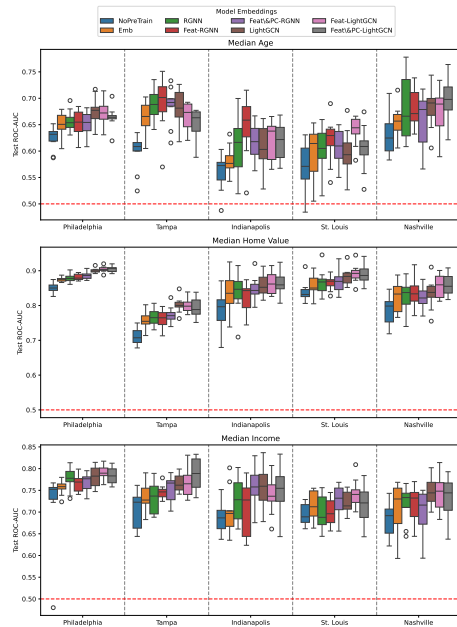 Model Embeddings
NoPreTrain RGNN Feat\&PC-RGNN Feat-LightGCN
Emb Feat-RGNN LightGCN Feat\&PC-LightGCN
Median Age
Test ROC-AUC
0.75
0.70
0.65
0.60
0.55
0.50
Philadelphia Tampa Indianapolis St. Louis Nashville
Median Home Value
Test ROC-AUC
0.9
0.8
0.7
0.6
0.5
Philadelphia Tampa Indianapolis St. Louis Nashville
Median Income
Test ROC-AUC
0.85
0.80
0.75
0.70
0.65
0.60
0.55
0.50
Philadelphia Tampa Indianapolis St. Louis Nashville